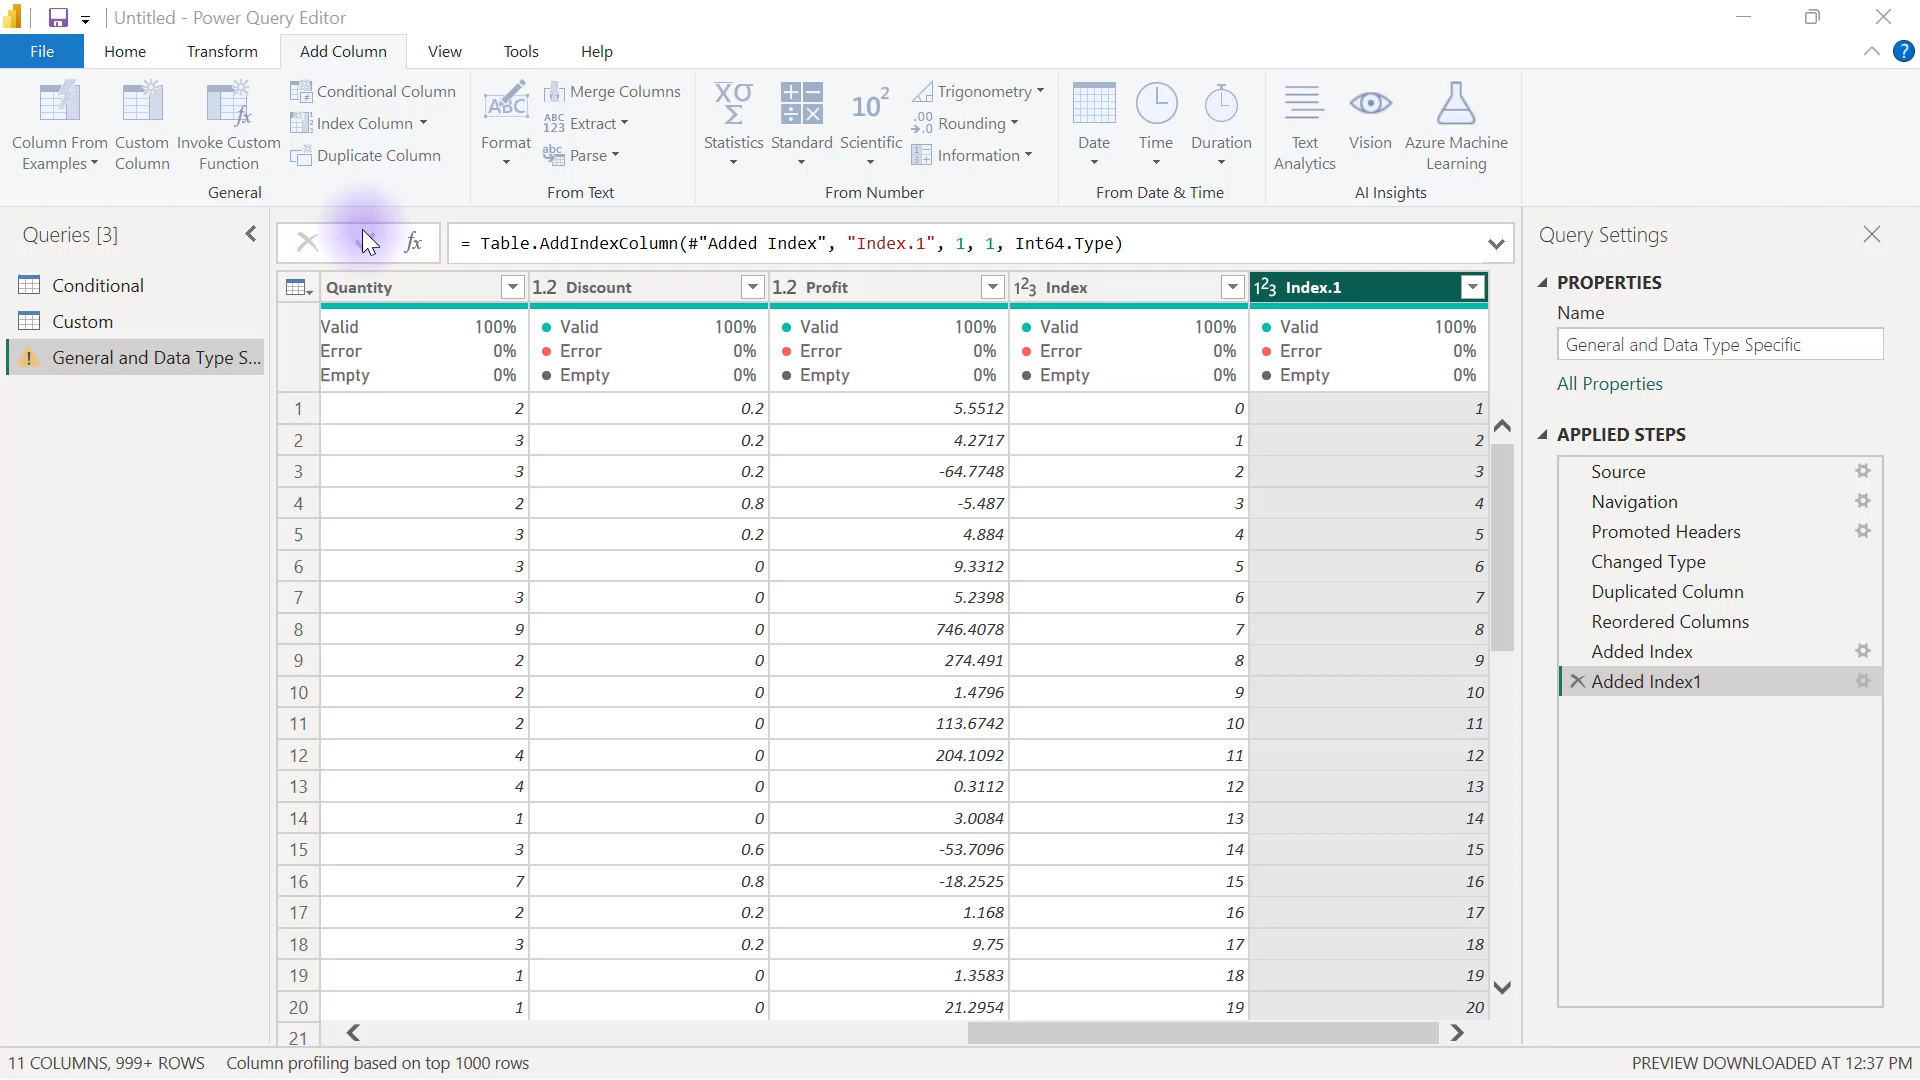 Untitled - Power Query Editor
File Home Transform Add Column View Tools Help
Column From Examples
Custom Column
Invoke Custom Function
Conditional Column
Index Column
Duplicate Column
General
Format
Merge Columns
Extract
Parse
From Text
Statistics
Standard
Scientific
Trigonometry
Rounding
Information
From Number
Date
Time
Duration
From Date & Time
Text Analytics
Vision
Azure Machine Learning
AI Insights
Queries [3]
Conditional
Custom
General and Data Type S...
= Table.AddIndexColumn(#"Added Index", "Index.1", 1, 1, Int64.Type)
Quantity 1.2 Discount 1.2 Profit 123 Index 123 Index.1
Valid 100% Valid 100% Valid 100% Valid 100% Valid 100%
Error 0% Error 0% Error 0% Error 0% Error 0%
Empty 0% Empty 0% Empty 0% Empty 0% Empty 0%
1 2 0.2 5.5512 0 1
2 3 0.2 4.2717 1 2
3 3 0.2 -64.7748 2 3
4 2 0.8 -5.487 3 4
5 3 0.2 4.884 4 5
6 3 0 9.3312 5 6
7 3 0 5.2398 6 7
8 9 0 746.4078 7 8
9 2 0 274.491 8 9
10 2 0 1.4796 9 10
11 2 0 113.6742 10 11
12 4 0 204.1092 11 12
13 4 0 0.3112 12 13
14 1 0 3.0084 13 14
15 3 0.6 -53.7096 14 15
16 7 0.8 -18.2525 15 16
17 2 0.2 1.168 16 17
18 3 0.2 9.75 17 18
19 1 0 1.3583 18 19
20 1 0 21.2954 19 20
21
Query Settings
PROPERTIES
Name
General and Data Type Specific
All Properties
APPLIED STEPS
Source
Navigation
Promoted Headers
Changed Type
Duplicated Column
Reordered Columns
Added Index
Added Index1
11 COLUMNS, 999+ ROWS Column profiling based on top 1000 rows
PREVIEW DOWNLOADED AT 12:37 PM